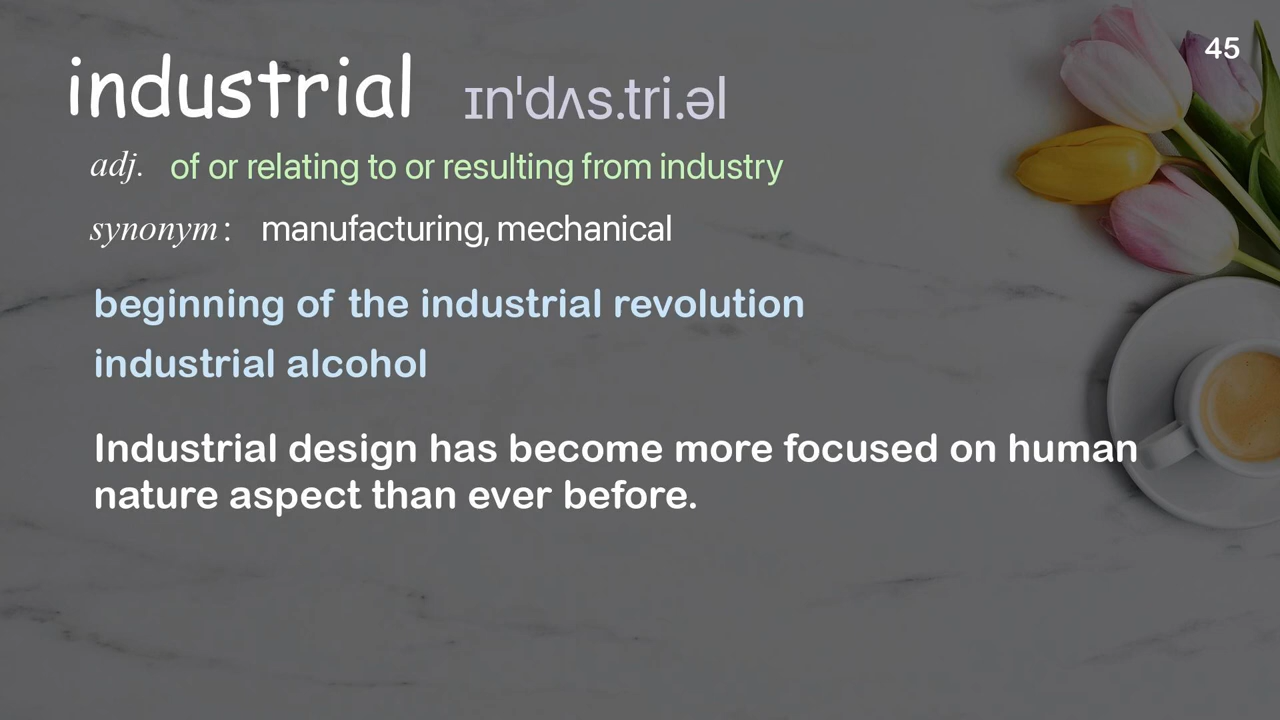 45
industrial ɪnˈdʌs.tri.əl
adj. of or relating to or resulting from industry
synonym: manufacturing, mechanical
beginning of the industrial revolution
industrial alcohol
Industrial design has become more focused on human
nature aspect than ever before.